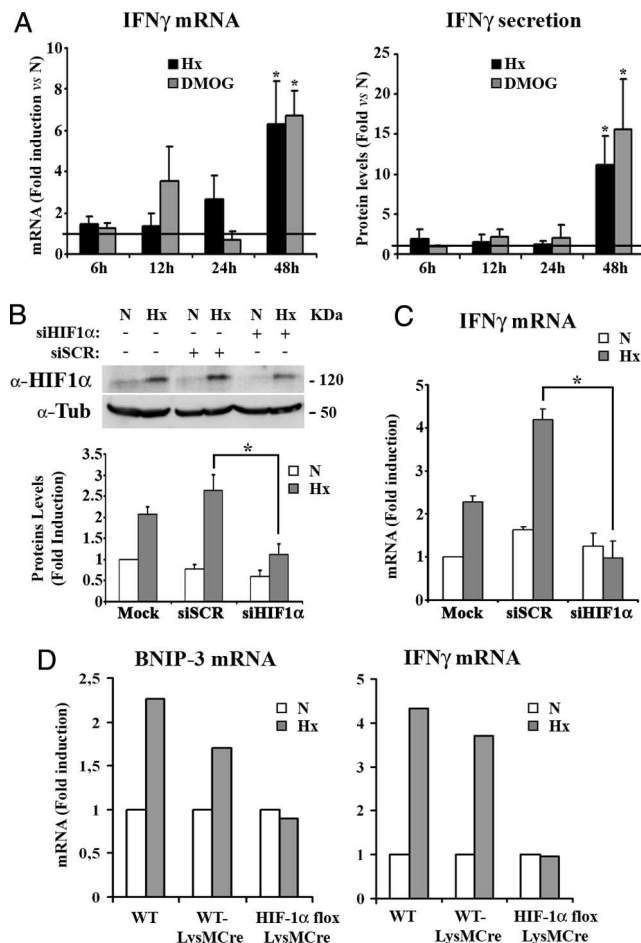 A
IFNγ mRNA
mRNA (Fold induction vs N)
10
8
6
4
2
0
Hx
DMOG
* *
6h 12h 24h 48h
IFNγ secretion
Protein levels (Fold vs N)
25
20
15
10
5
0
Hx
DMOG
* *
6h 12h 24h 48h
B
N Hx N Hx N Hx KDa
siHIF1α: - - - - + +
siSCR: - - + + - -
α-HIF1α - 120
α-Tub - 50
Proteins Levels
(Fold Induction)
3.5
3
2.5
2
1.5
1
0.5
0
*
N
Hx
Mock siSCR siHIF1α
C
IFNγ mRNA
mRNA (Fold induction)
5
4
3
2
1
0
*
N
Hx
Mock siSCR siHIF1α
D
BNIP-3 mRNA
mRNA (Fold induction)
2,5
2
1,5
1
0,5
0
N
Hx
WT WT-LysMCre HIF-1α flox LysMCre
IFNγ mRNA
5
4
3
2
1
0
N
Hx
WT WT-LysMCre HIF-1α flox LysMCre